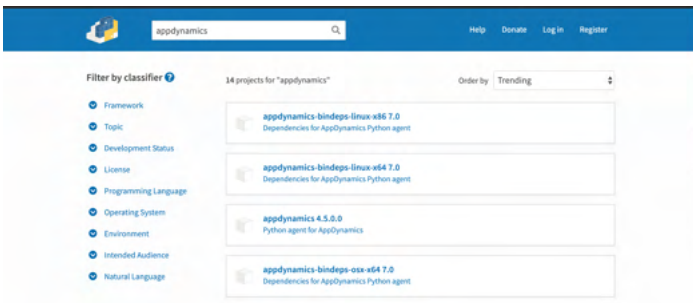 appdynamics
Help
Donate
Log in
Register
Filter by classifier
14 projects for "appdynamics"
Order by
Trending
Framework
Topic
Development Status
License
Programming Language
Operating System
Environment
Intended Audience
Natural Language
appdynamics-bindeps-linux-x86 7.0
Dependencies for AppDynamics Python agent
appdynamics-bindeps-linux-x64 7.0
Dependencies for AppDynamics Python agent
appdynamics 4.5.0.0
Python agent for AppDynamics
appdynamics-bindeps-osx-x64 7.0
Dependencies for AppDynamics Python agent